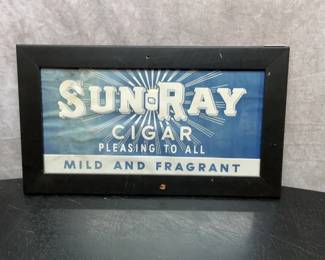 SUN-RAY
CIGAR
PLEASING TO ALL
MILD AND FRAGRANT